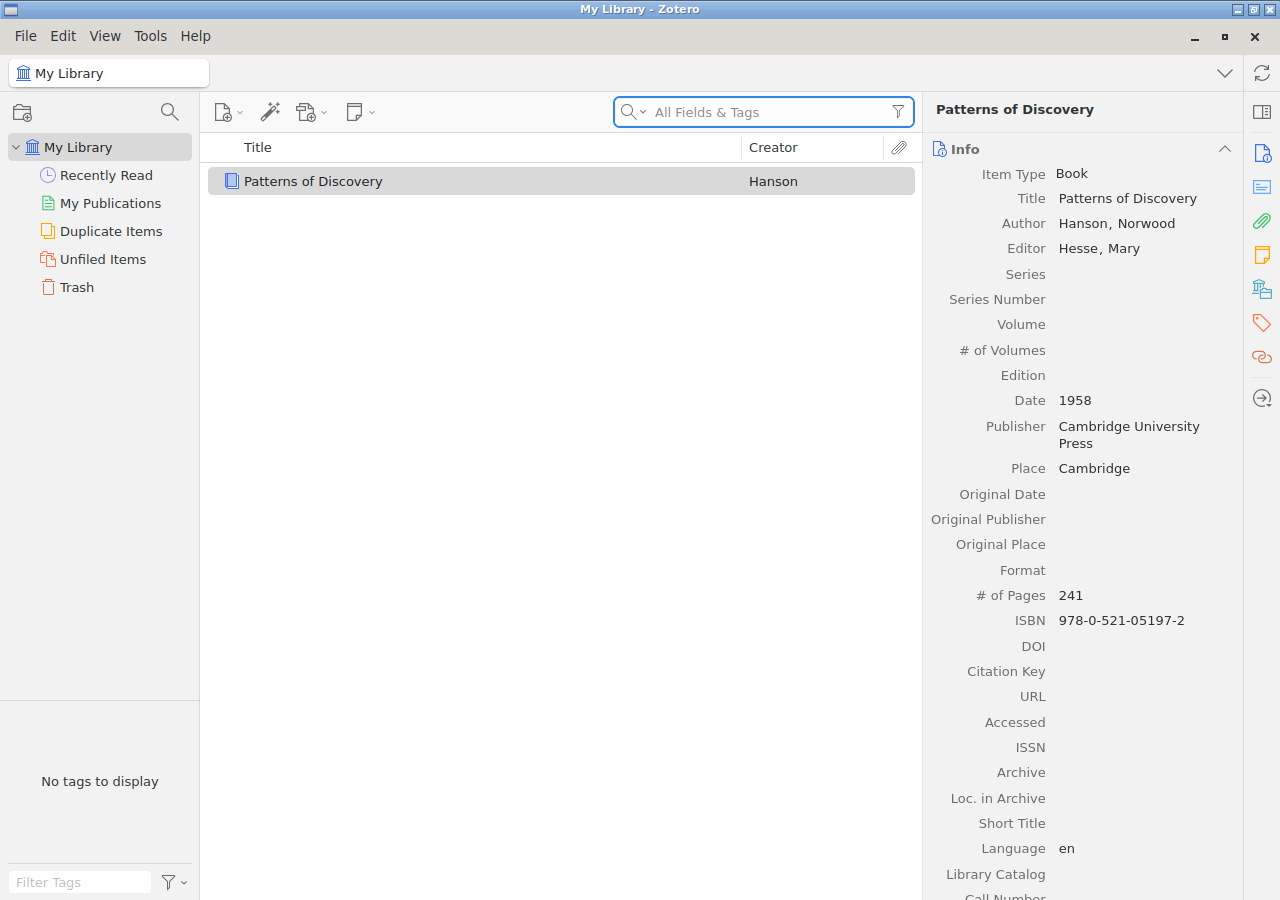 My Library - Zotero
File Edit View Tools Help
My Library
All Fields & Tags
Title Creator
Patterns of Discovery Hanson
My Library
Recently Read
My Publications
Duplicate Items
Unfiled Items
Trash
No tags to display
Filter Tags
Patterns of Discovery
Info
Item Type Book
Title Patterns of Discovery
Author Hanson, Norwood
Editor Hesse, Mary
Series
Series Number
Volume
# of Volumes
Edition
Date 1958
Publisher Cambridge University
Press
Place Cambridge
Original Date
Original Publisher
Original Place
Format
# of Pages 241
ISBN 978-0-521-05197-2
DOI
Citation Key
URL
Accessed
ISSN
Archive
Loc. in Archive
Short Title
Language en
Library Catalog
Call Number